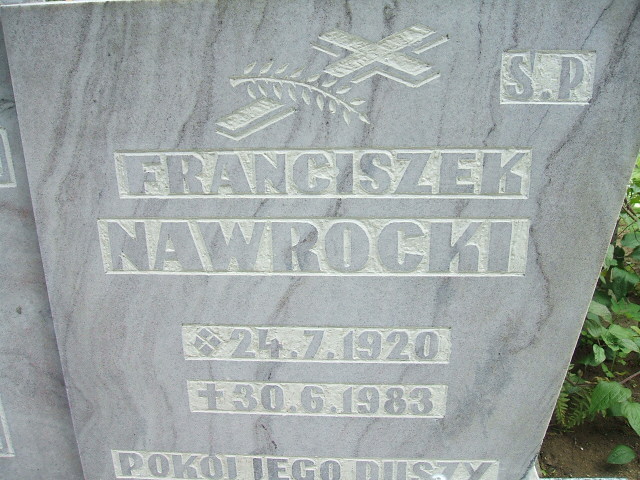 S.P
FRANCISZEK
NAWROCKI
24.7.1920
✝30.6.1983
POKÓJ JEGO DUSZY